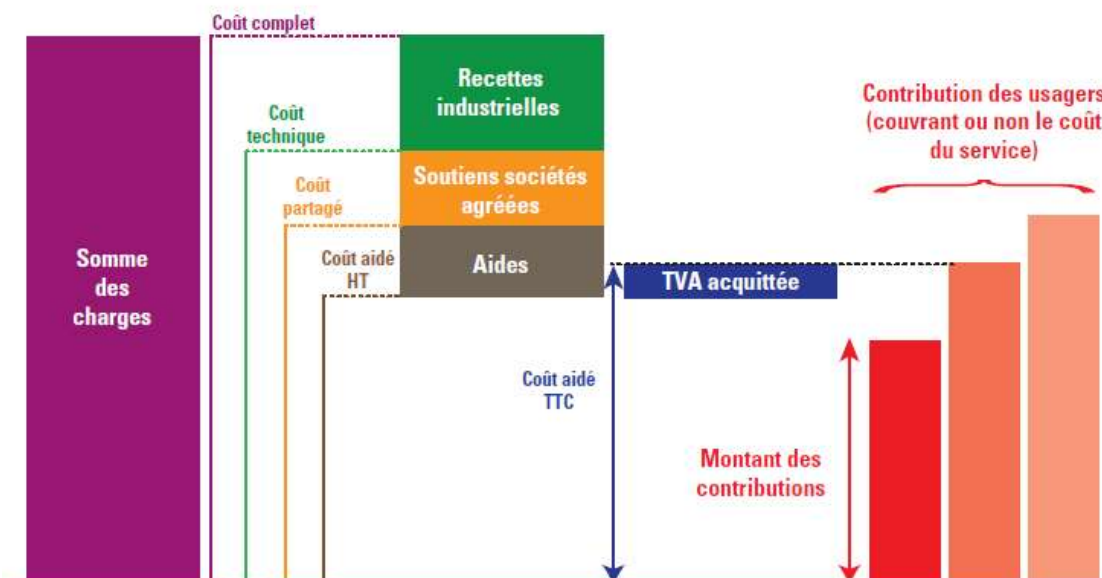 Coût complet
Recettes
industrielles
Contribution des usagers
(couvrant ou non le coût
du service)
Coût
technique
Soutiens sociétés
agréées
Coût
partagé
Somme
des
charges
Coût aidé
HT
Aides
TVA acquittée
Coût aidé
TTC
Montant des
contributions